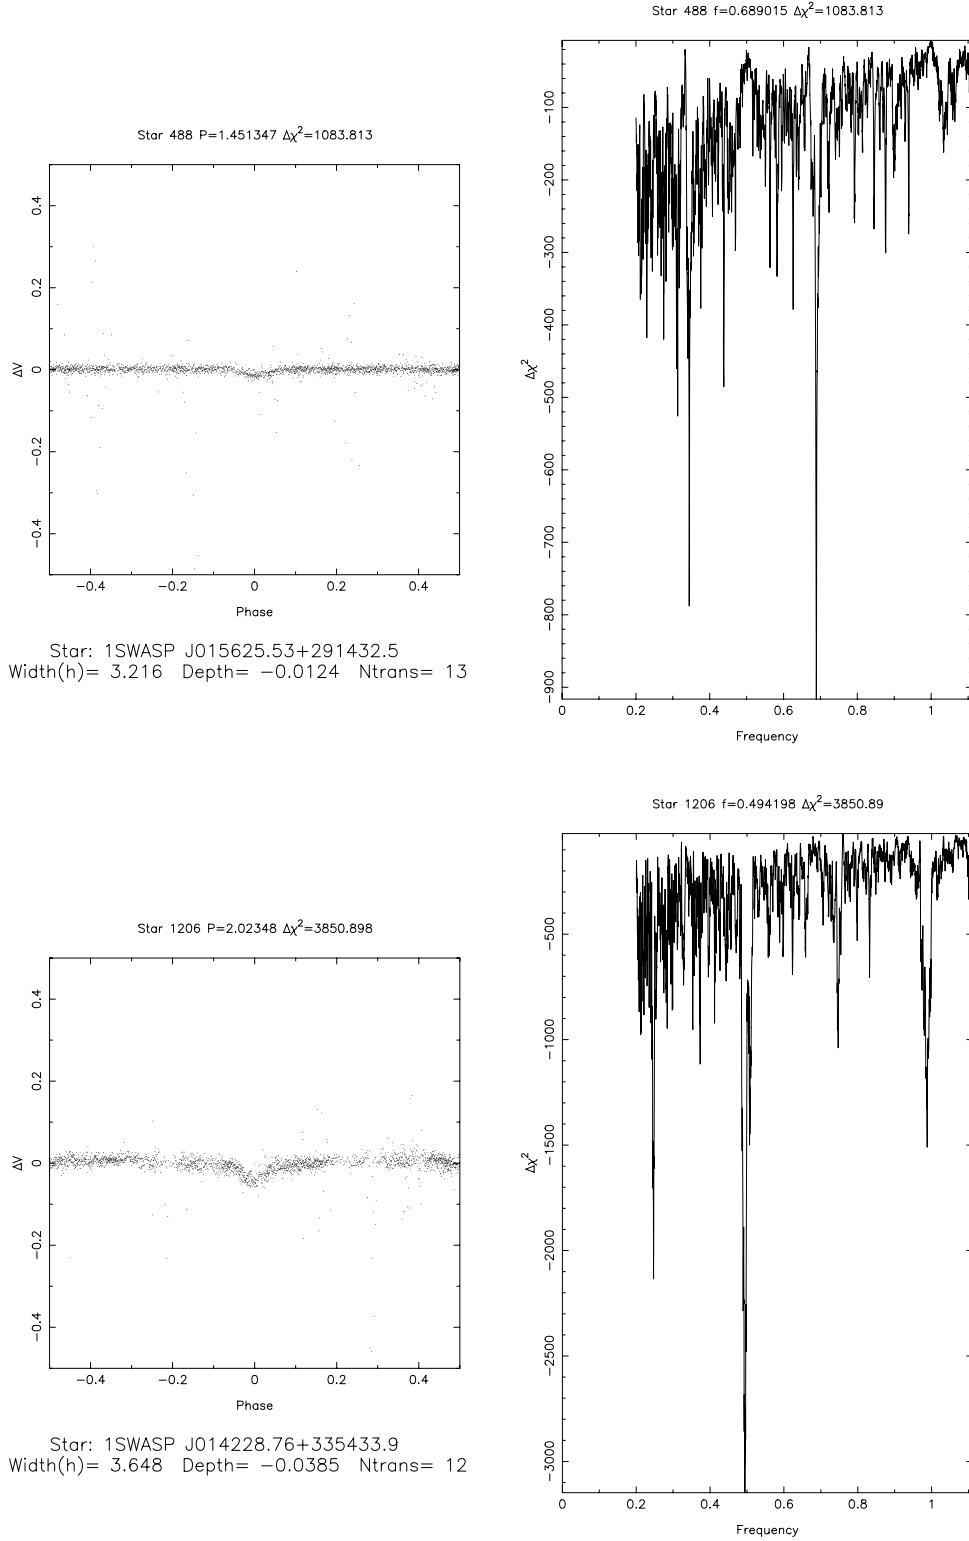 Star 488 f=0.689015 Δχ²=1083.813
Star 488 P=1.451347 Δχ²=1083.813
ΔV
0.4
0.2
0
−0.2
−0.4
−0.4 −0.2 0 0.2 0.4
Phase
Star: 1SWASP J015625.53+291432.5
Width(h)= 3.216 Depth= −0.0124 Ntrans= 13
Δχ²
−100
−200
−300
−400
−500
−600
−700
−800
−900
0 0.2 0.4 0.6 0.8 1
Frequency
Star 1206 f=0.494198 Δχ²=3850.89
Star 1206 P=2.02348 Δχ²=3850.898
ΔV
0.4
0.2
0
−0.2
−0.4
−0.4 −0.2 0 0.2 0.4
Phase
Star: 1SWASP J014228.76+335433.9
Width(h)= 3.648 Depth= −0.0385 Ntrans= 12
Δχ²
−500
−1000
−1500
−2000
−2500
−3000
0 0.2 0.4 0.6 0.8 1
Frequency